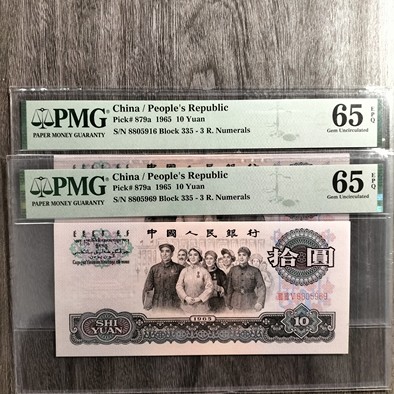 PMG
PAPER MONEY GUARANTY
China / People's Republic
Pick# 879a 1965 10 Yuan
S/N 8805916 Block 335 - 3 R. Numerals
65 EPQ
Gem Uncirculated
PMG
PAPER MONEY GUARANTY
China / People's Republic
Pick# 879a 1965 10 Yuan
S/N 8805969 Block 335 - 3 R. Numerals
65 EPQ
Gem Uncirculated
中國人民銀行
拾圓
8805969
1965
SHI
YUAN
10